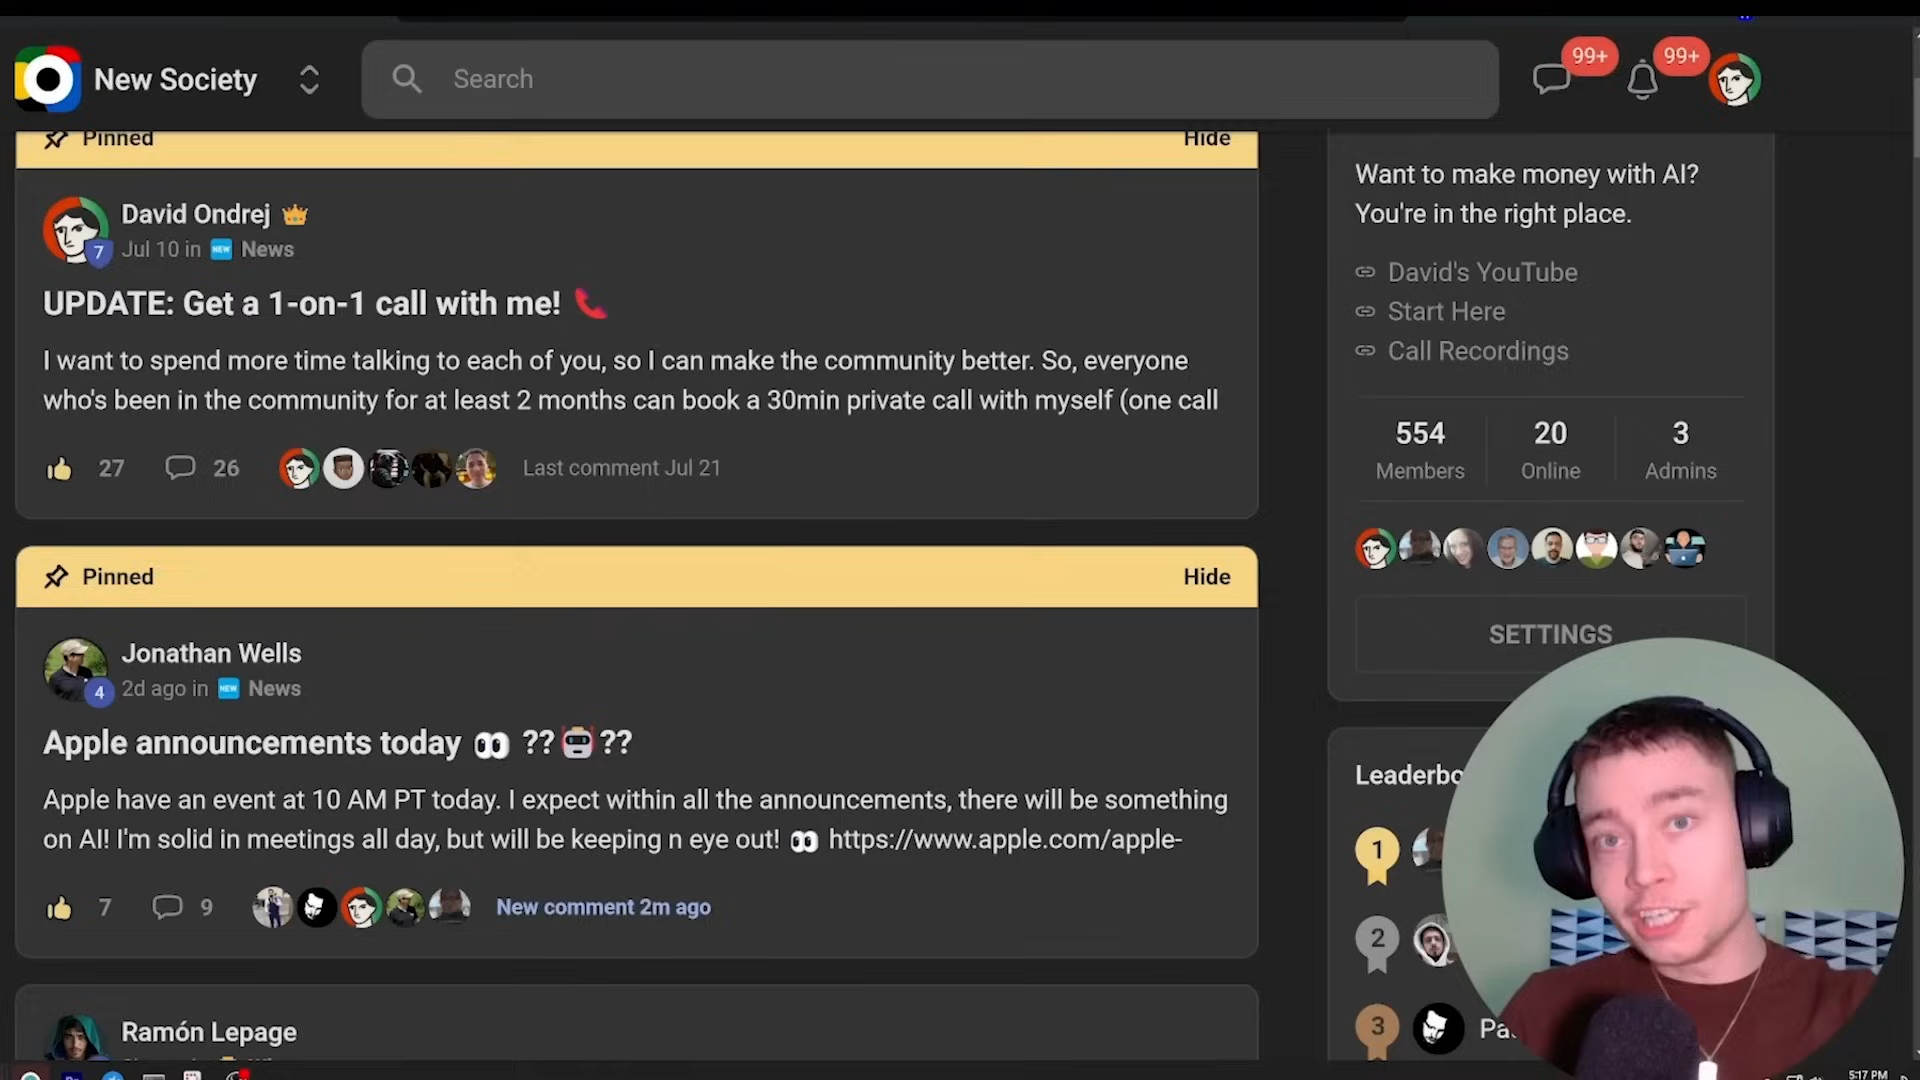 New Society
Search
99+
99+
Pinned
Hide
David Ondrej
7
Jul 10 in NEW News
UPDATE: Get a 1-on-1 call with me!
I want to spend more time talking to each of you, so I can make the community better. So, everyone
who's been in the community for at least 2 months can book a 30min private call with myself (one call
27
26
Last comment Jul 21
Pinned
Hide
Jonathan Wells
4
2d ago in NEW News
Apple announcements today 👀 ??🤖??
Apple have an event at 10 AM PT today. I expect within all the announcements, there will be something
on AI! I'm solid in meetings all day, but will be keeping n eye out! 👀 https://www.apple.com/apple-
7
9
New comment 2m ago
Ramón Lepage
Want to make money with AI?
You're in the right place.
David's YouTube
Start Here
Call Recordings
554
Members
20
Online
3
Admins
SETTINGS
Leaderbo
1
2
3
5:17 PM